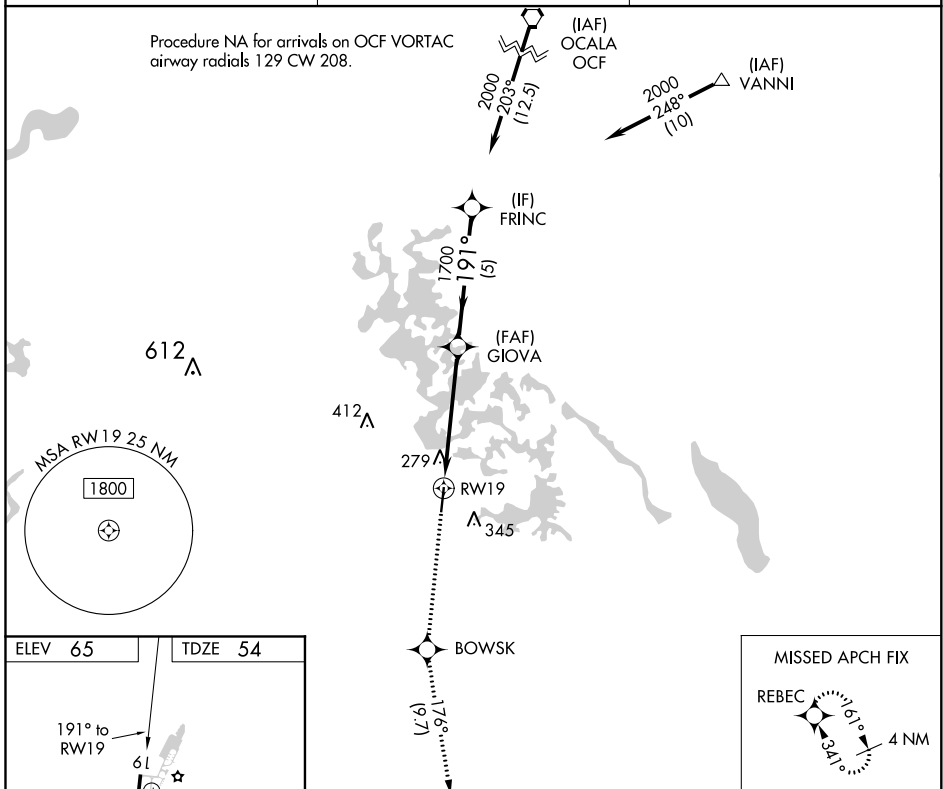 Procedure NA for arrivals on OCF VORTAC
airway radials 129 CW 208.
(IAF)
OCALA
OCF
2000
203°
(12.5)
(IAF)
VANNI
2000
248°
(10)
(IF)
FRINC
1700
191°
(5)
(FAF)
GIOVA
612
412
279
RW19
345
MSA RW19 25 NM
1800
BOWSK
176°
(9.7)
ELEV 65
TDZE 54
191° to
RW19
19
MISSED APCH FIX
REBEC
161°
341°
4 NM